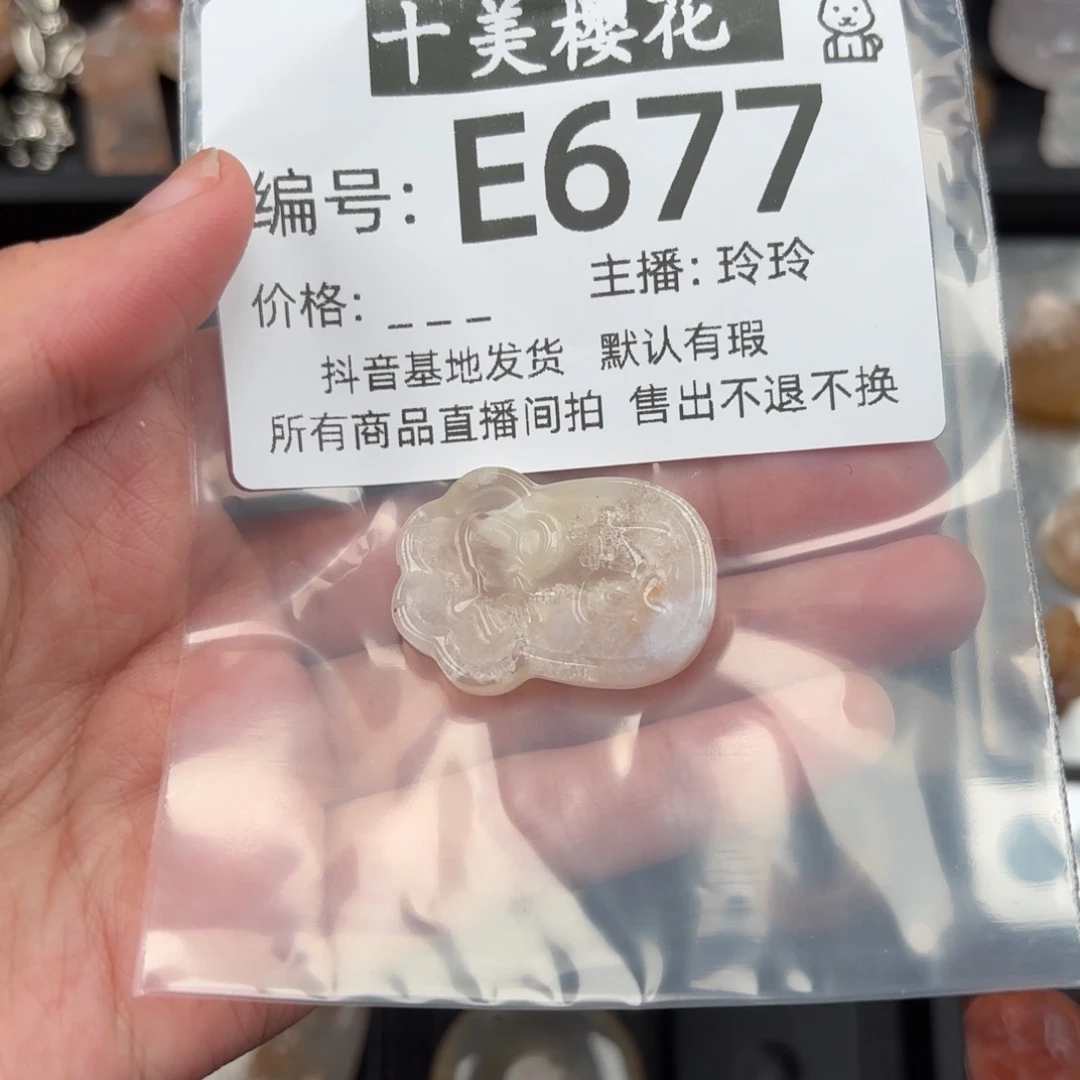 十美樱花
编号: E677
价格: _ _ _ 主播: 玲玲
抖音基地发货 默认有瑕
所有商品直播间拍 售出不退不换